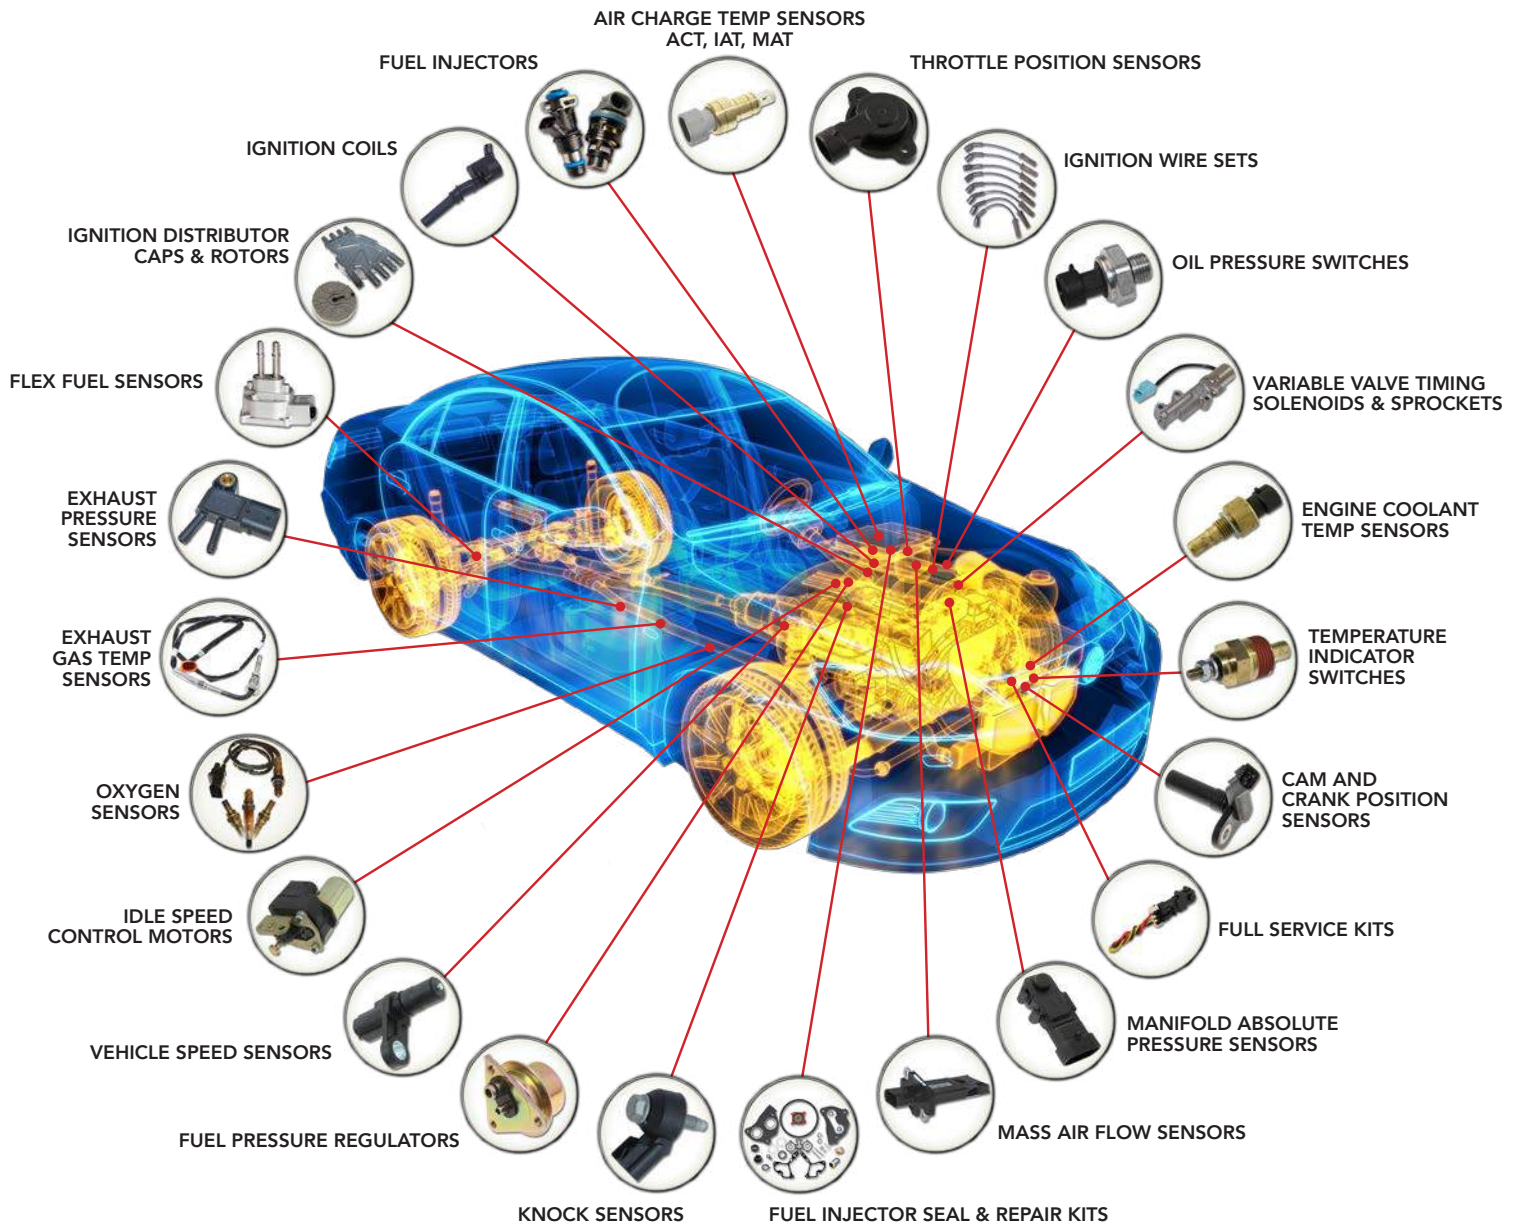 AIR CHARGE TEMP SENSORS
ACT, IAT, MAT
FUEL INJECTORS
THROTTLE POSITION SENSORS
IGNITION COILS
IGNITION WIRE SETS
IGNITION DISTRIBUTOR
CAPS & ROTORS
OIL PRESSURE SWITCHES
FLEX FUEL SENSORS
VARIABLE VALVE TIMING
SOLENOIDS & SPROCKETS
EXHAUST
PRESSURE
SENSORS
ENGINE COOLANT
TEMP SENSORS
EXHAUST
GAS TEMP
SENSORS
TEMPERATURE
INDICATOR
SWITCHES
OXYGEN
SENSORS
CAM AND
CRANK POSITION
SENSORS
IDLE SPEED
CONTROL MOTORS
FULL SERVICE KITS
VEHICLE SPEED SENSORS
MANIFOLD ABSOLUTE
PRESSURE SENSORS
FUEL PRESSURE REGULATORS
MASS AIR FLOW SENSORS
KNOCK SENSORS
FUEL INJECTOR SEAL & REPAIR KITS